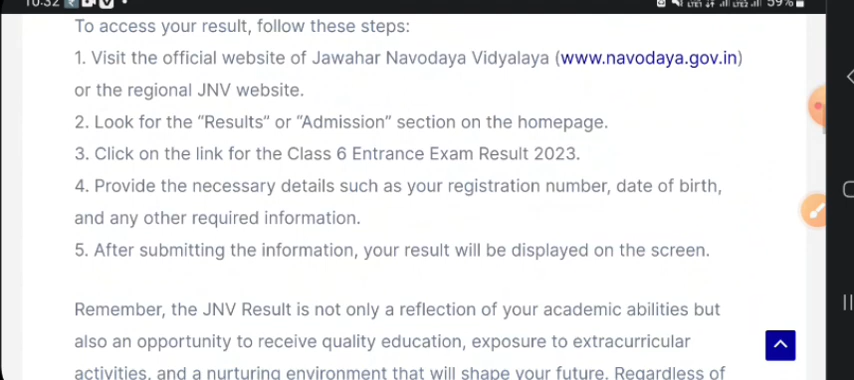 10:32
59%
To access your result, follow these steps:
1. Visit the official website of Jawahar Navodaya Vidyalaya (www.navodaya.gov.in)
or the regional JNV website.
2. Look for the “Results” or “Admission” section on the homepage.
3. Click on the link for the Class 6 Entrance Exam Result 2023.
4. Provide the necessary details such as your registration number, date of birth,
and any other required information.
5. After submitting the information, your result will be displayed on the screen.
Remember, the JNV Result is not only a reflection of your academic abilities but
also an opportunity to receive quality education, exposure to extracurricular
activities, and a nurturing environment that will shape your future. Regardless of